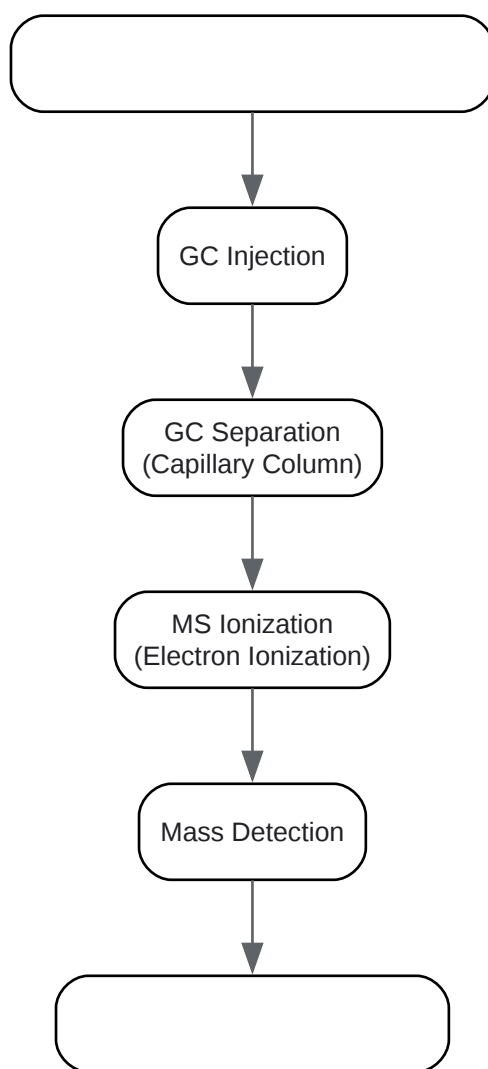 GC Injection
GC Separation
(Capillary Column)
MS Ionization
(Electron Ionization)
Mass Detection